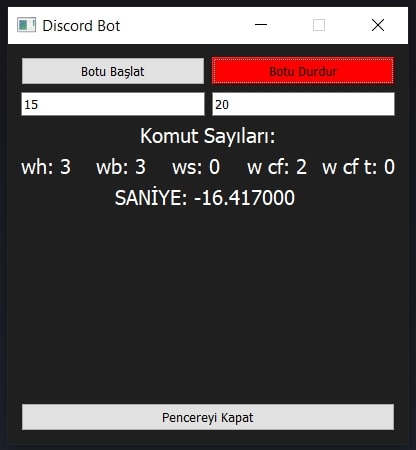 Discord Bot
Botu Başlat Botu Durdur
15 20
Komut Sayıları:
wh: 3 wb: 3 ws: 0 w cf: 2 w cf t: 0
SANİYE: -16.417000
Pencereyi Kapat